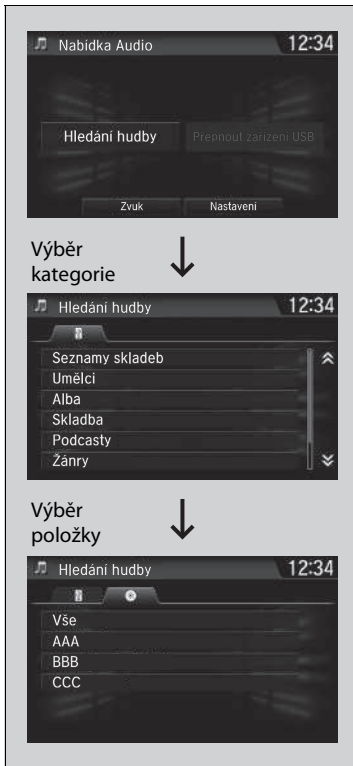 Nabídka Audio 12:34
Hledání hudby Přepnout zařízení USB
Zvuk Nastavení
Výběr
kategorie
Hledání hudby 12:34
Seznamy skladeb
Umělci
Alba
Skladba
Podcasty
Žánry
Výběr
položky
Hledání hudby 12:34
Vše
AAA
BBB
CCC